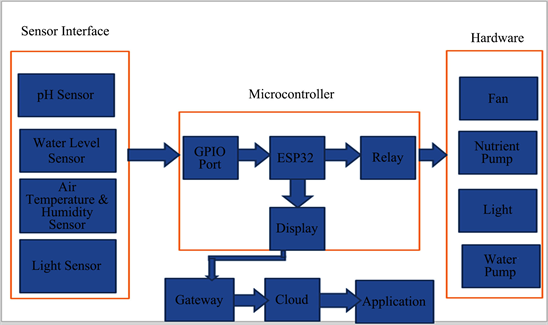 Sensor Interface
pH Sensor
Water Level
Sensor
Air
Temperature &
Humidity
Sensor
Light Sensor
Microcontroller
GPIO
Port
ESP32
Relay
Display
Gateway
Cloud
Application
Hardware
Fan
Nutrient
Pump
Light
Water
Pump